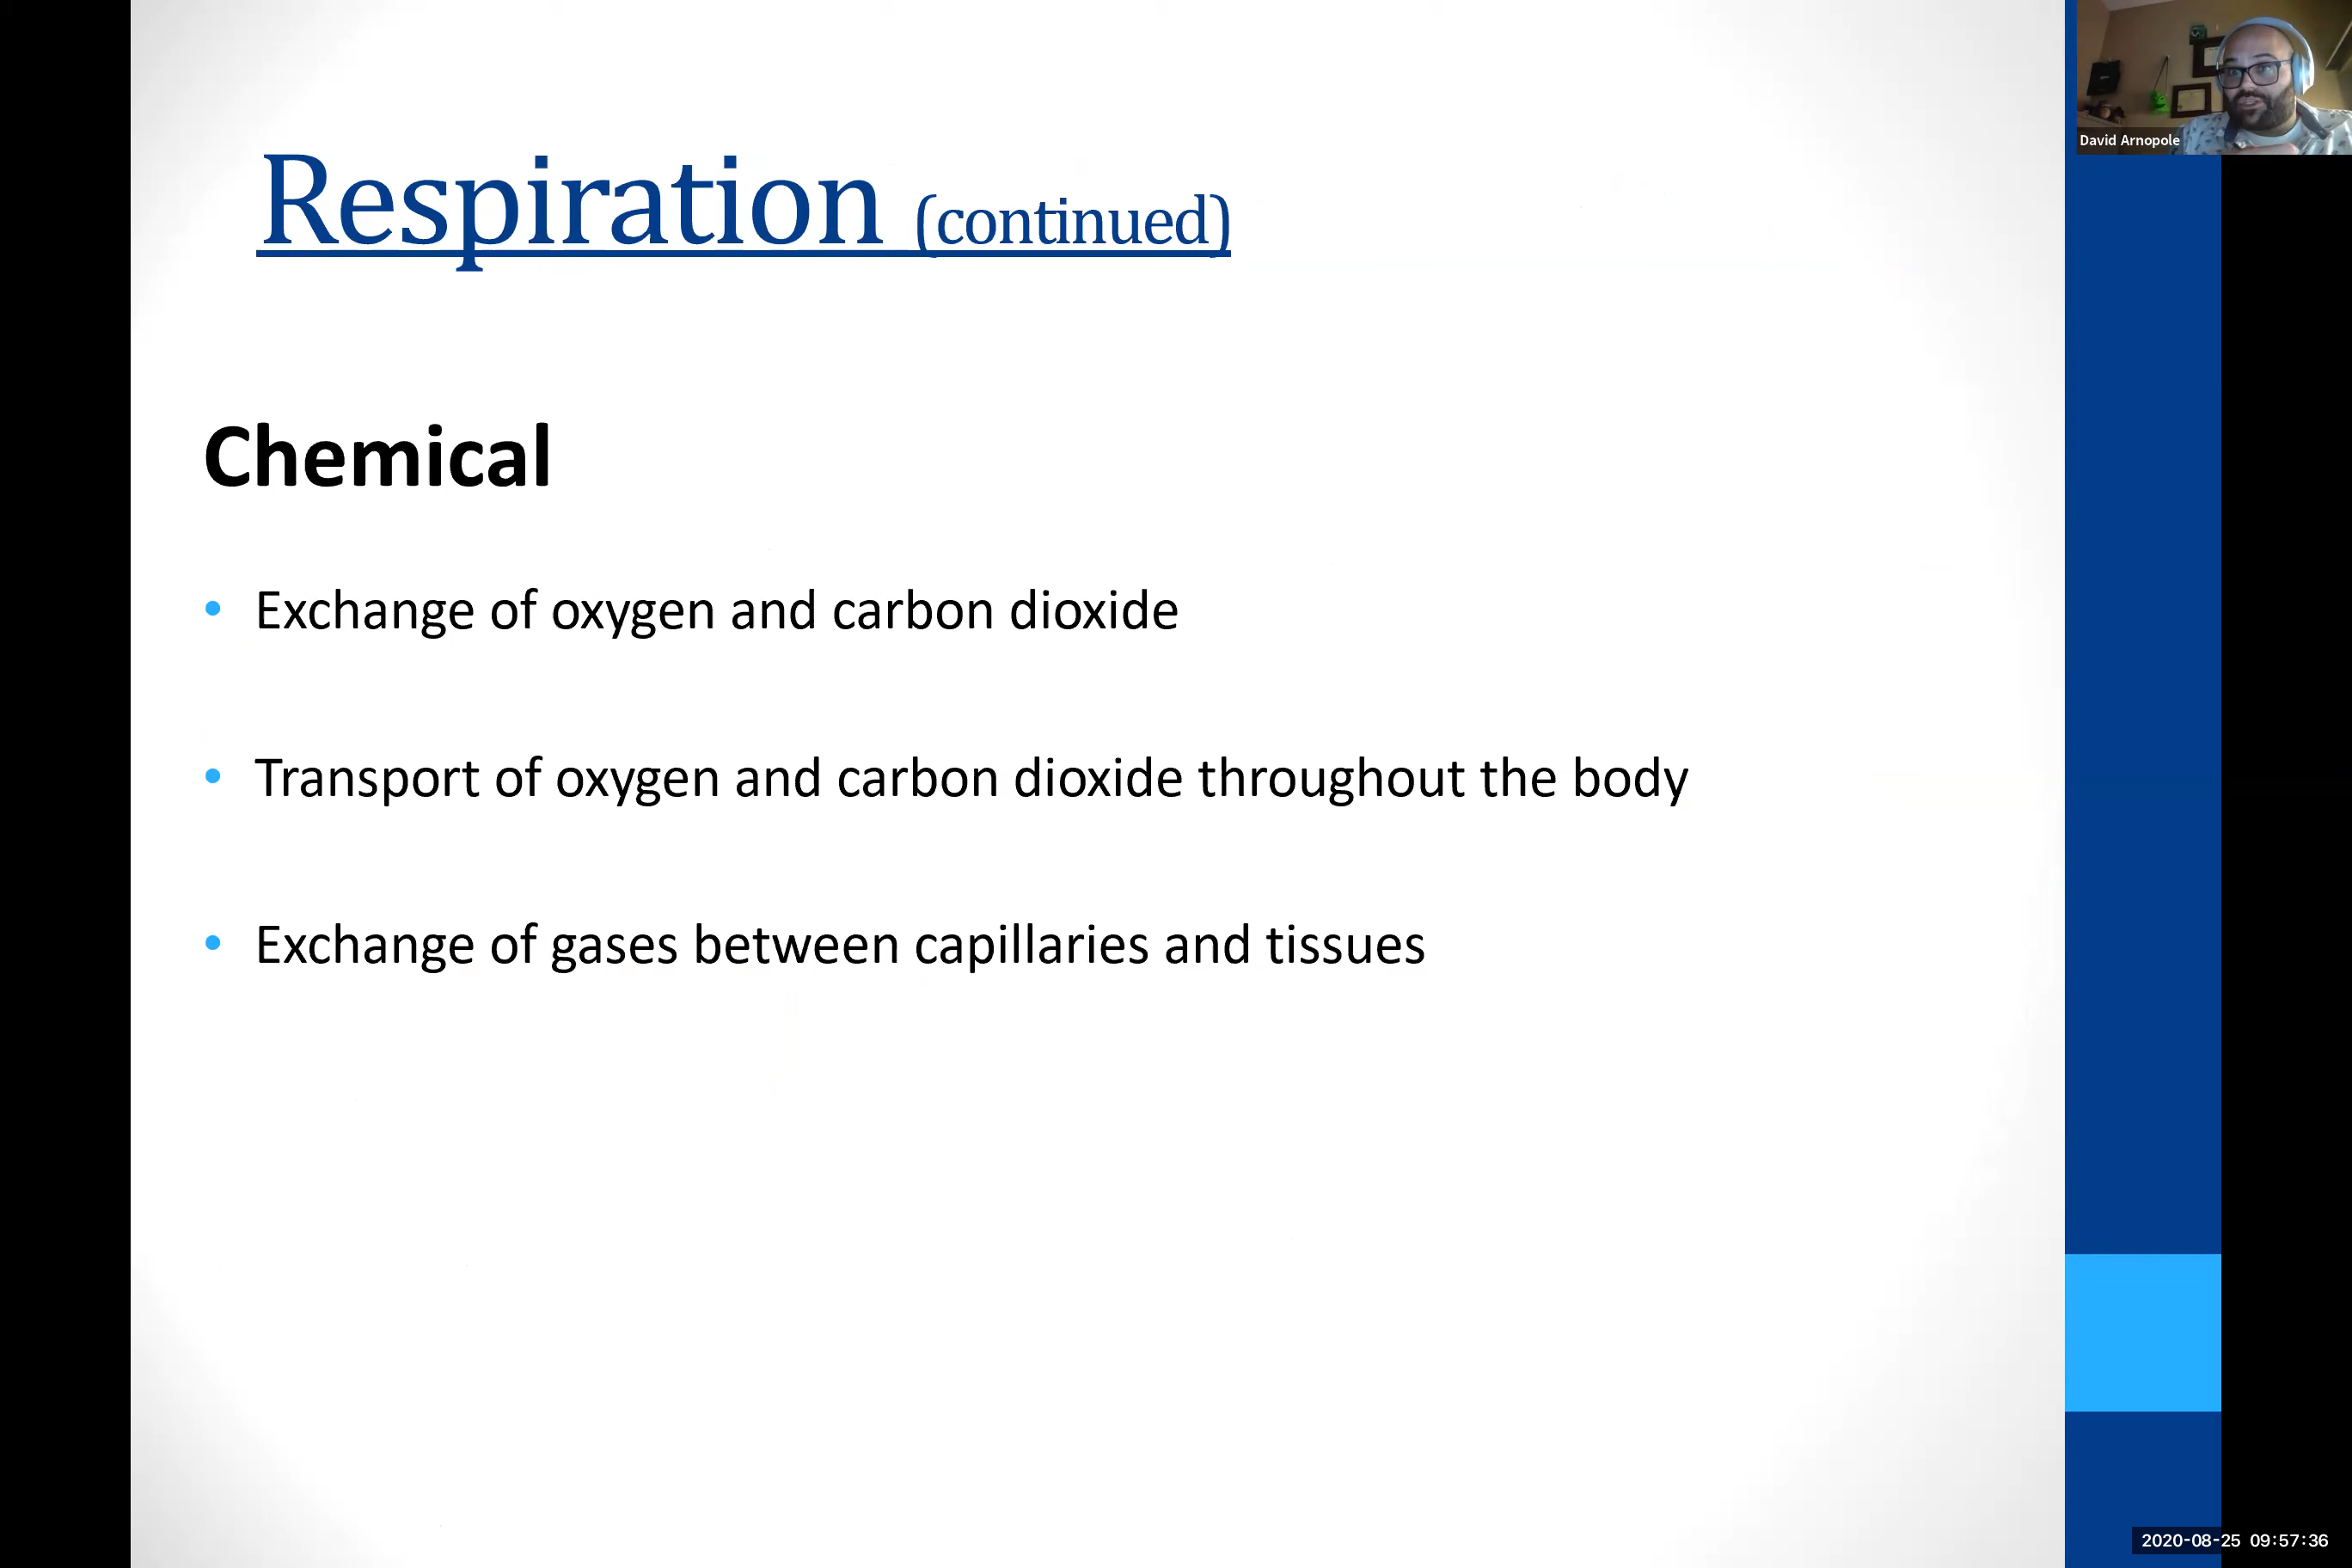 David Arnopole
Respiration (continued)
Chemical
• Exchange of oxygen and carbon dioxide
• Transport of oxygen and carbon dioxide throughout the body
• Exchange of gases between capillaries and tissues
2020-08-25 09:57:36